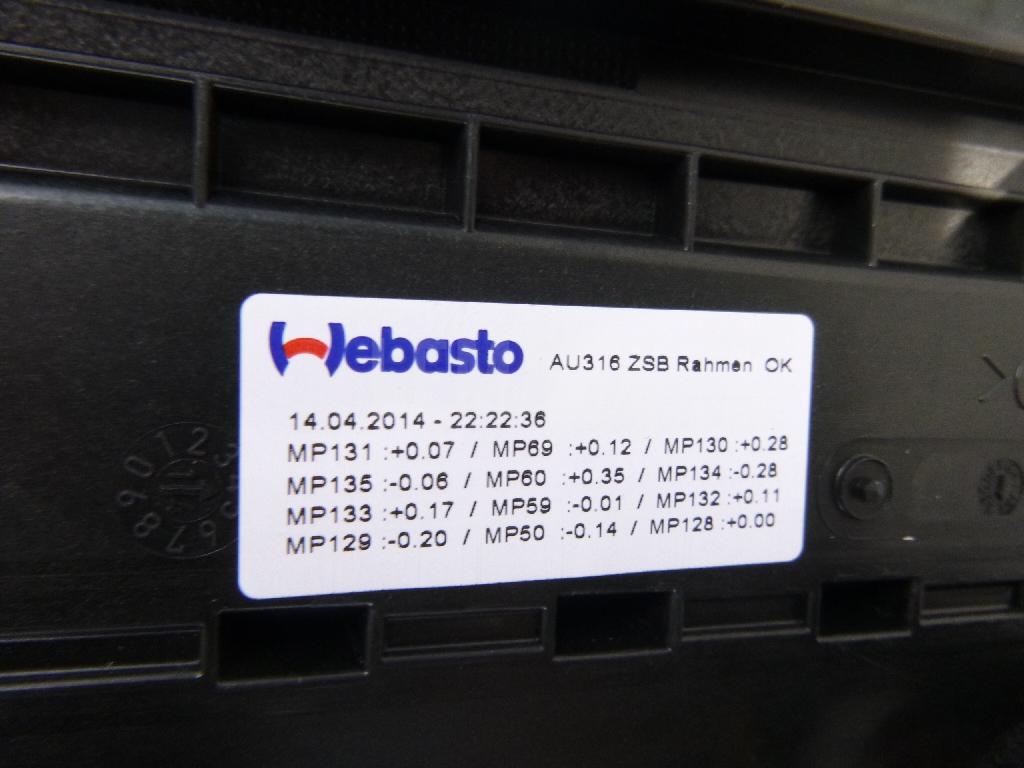 Webasto AU316 ZSB Rahmen OK
14.04.2014 - 22:22:36
MP131 :+0.07 / MP69 :+0.12 / MP130 :+0.28
MP135 :-0.06 / MP60 :+0.35 / MP134 :-0.28
MP133 :+0.17 / MP59 :-0.01 / MP132 :+0.11
MP129 :-0.20 / MP50 :-0.14 / MP128 :+0.00